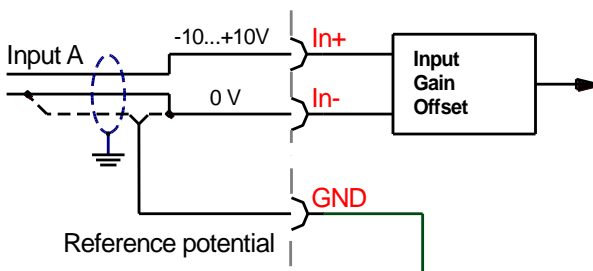 -10...+10V
In+
Input A
Input
Gain
Offset
0 V
In-
GND
Reference potential